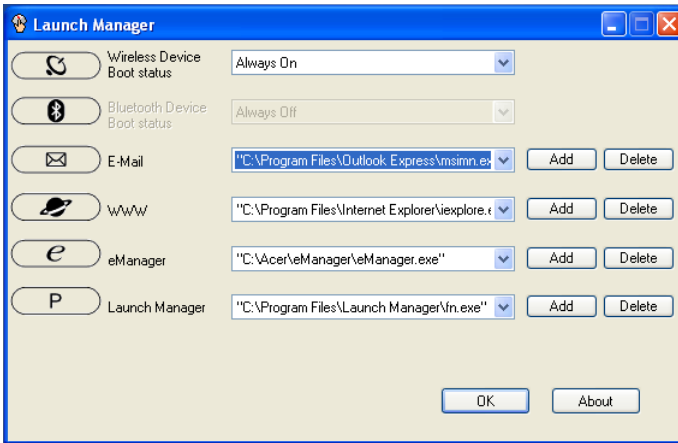 Launch Manager
Wireless Device
Boot status
Always On
Bluetooth Device
Boot status
Always Off
E-Mail
"C:\Program Files\Outlook Express\msimn.ex
Add
Delete
WWW
"C:\Program Files\Internet Explorer\iexplore.e
Add
Delete
e
eManager
"C:\Acer\eManager\eManager.exe"
Add
Delete
P
Launch Manager
"C:\Program Files\Launch Manager\fn.exe"
Add
Delete
OK
About